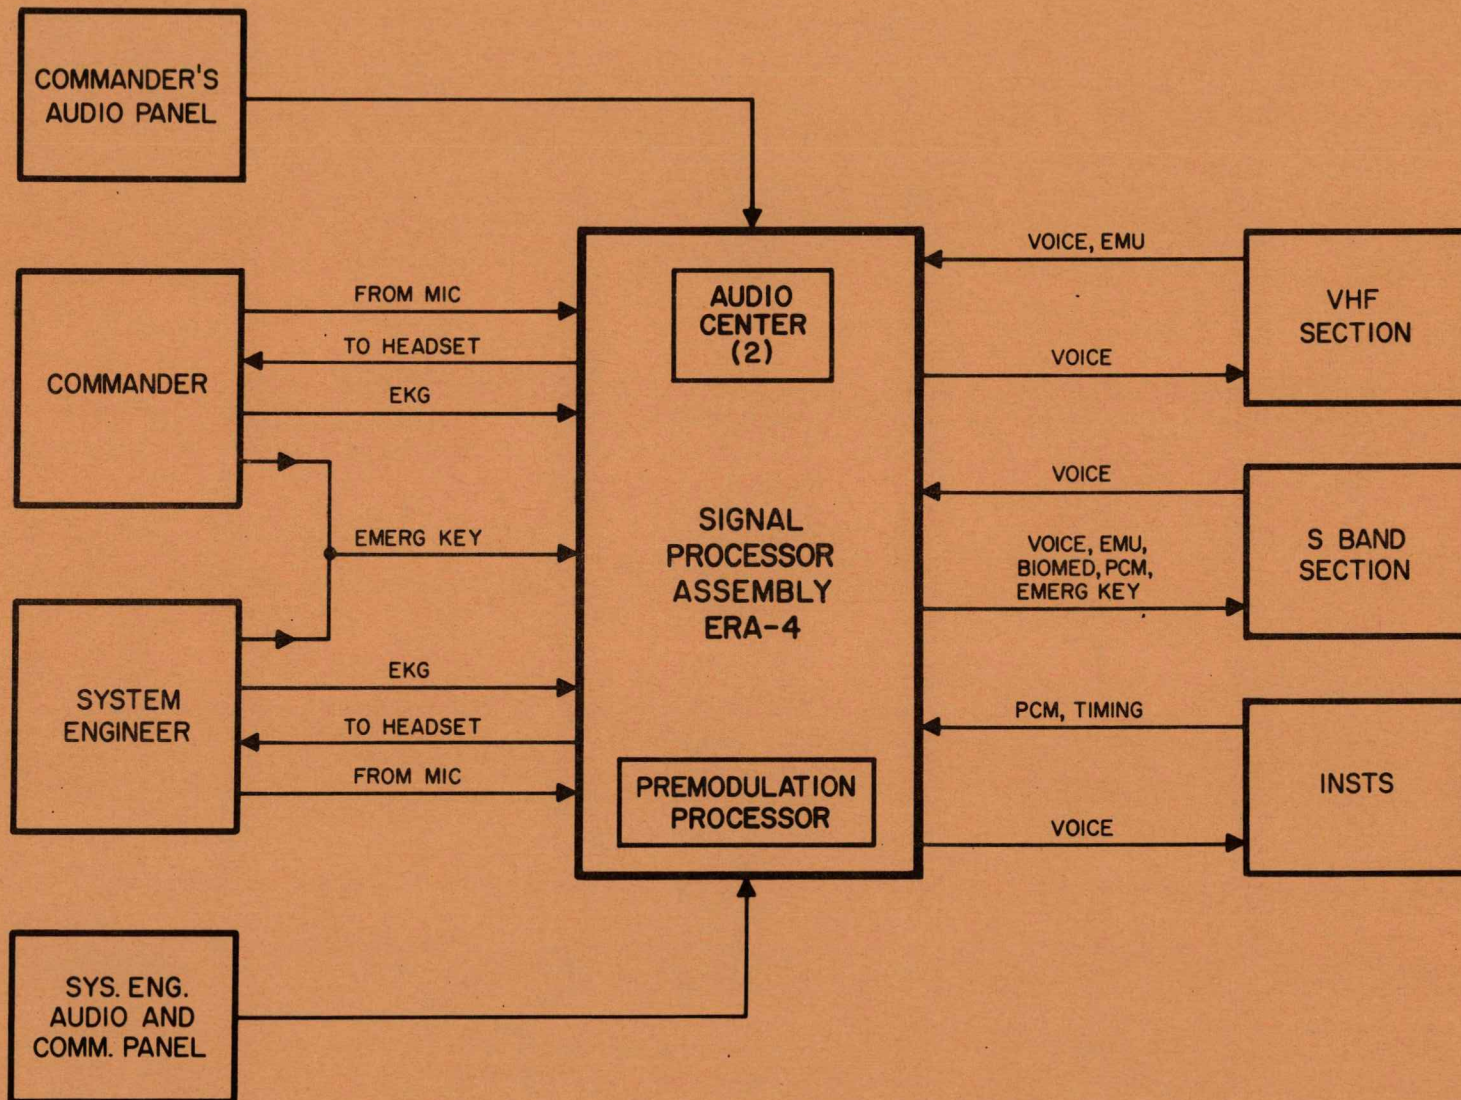 COMMANDER'S
AUDIO PANEL
COMMANDER
FROM MIC
TO HEADSET
EKG
EMERG KEY
SYSTEM
ENGINEER
EKG
TO HEADSET
FROM MIC
SYS. ENG.
AUDIO AND
COMM. PANEL
AUDIO
CENTER
(2)
SIGNAL
PROCESSOR
ASSEMBLY
ERA-4
PREMODULATION
PROCESSOR
VOICE, EMU
VOICE
VHF
SECTION
VOICE
VOICE, EMU,
BIOMED, PCM,
EMERG KEY
S BAND
SECTION
PCM, TIMING
VOICE
INSTS